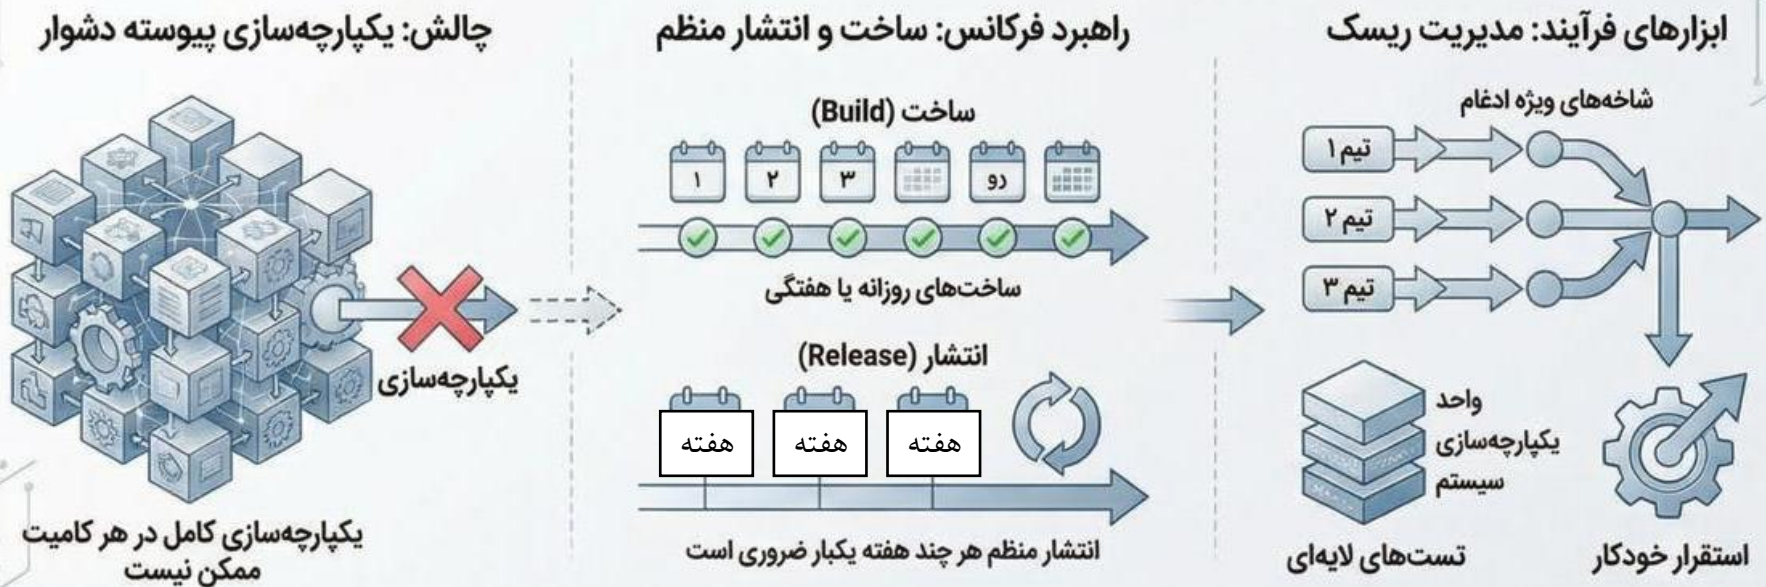 ابزارهای فرآیند: مدیریت ریسک
شاخه‌های ویژه ادغام
تیم ۱
تیم ۲
تیم ۳
واحد
یکپارچه‌سازی
سیستم
تست‌های لایه‌ای
استقرار خودکار
راهبرد فرکانس: ساخت و انتشار منظم
ساخت (Build)
۱
۲
۳
رو
ساخت‌های روزانه یا هفتگی
انتشار (Release)
هفته
هفته
هفته
انتشار منظم هر چند هفته یکبار ضروری است
چالش: یکپارچه‌سازی پیوسته دشوار
یکپارچه‌سازی
یکپارچه‌سازی کامل در هر کامیت
ممکن نیست